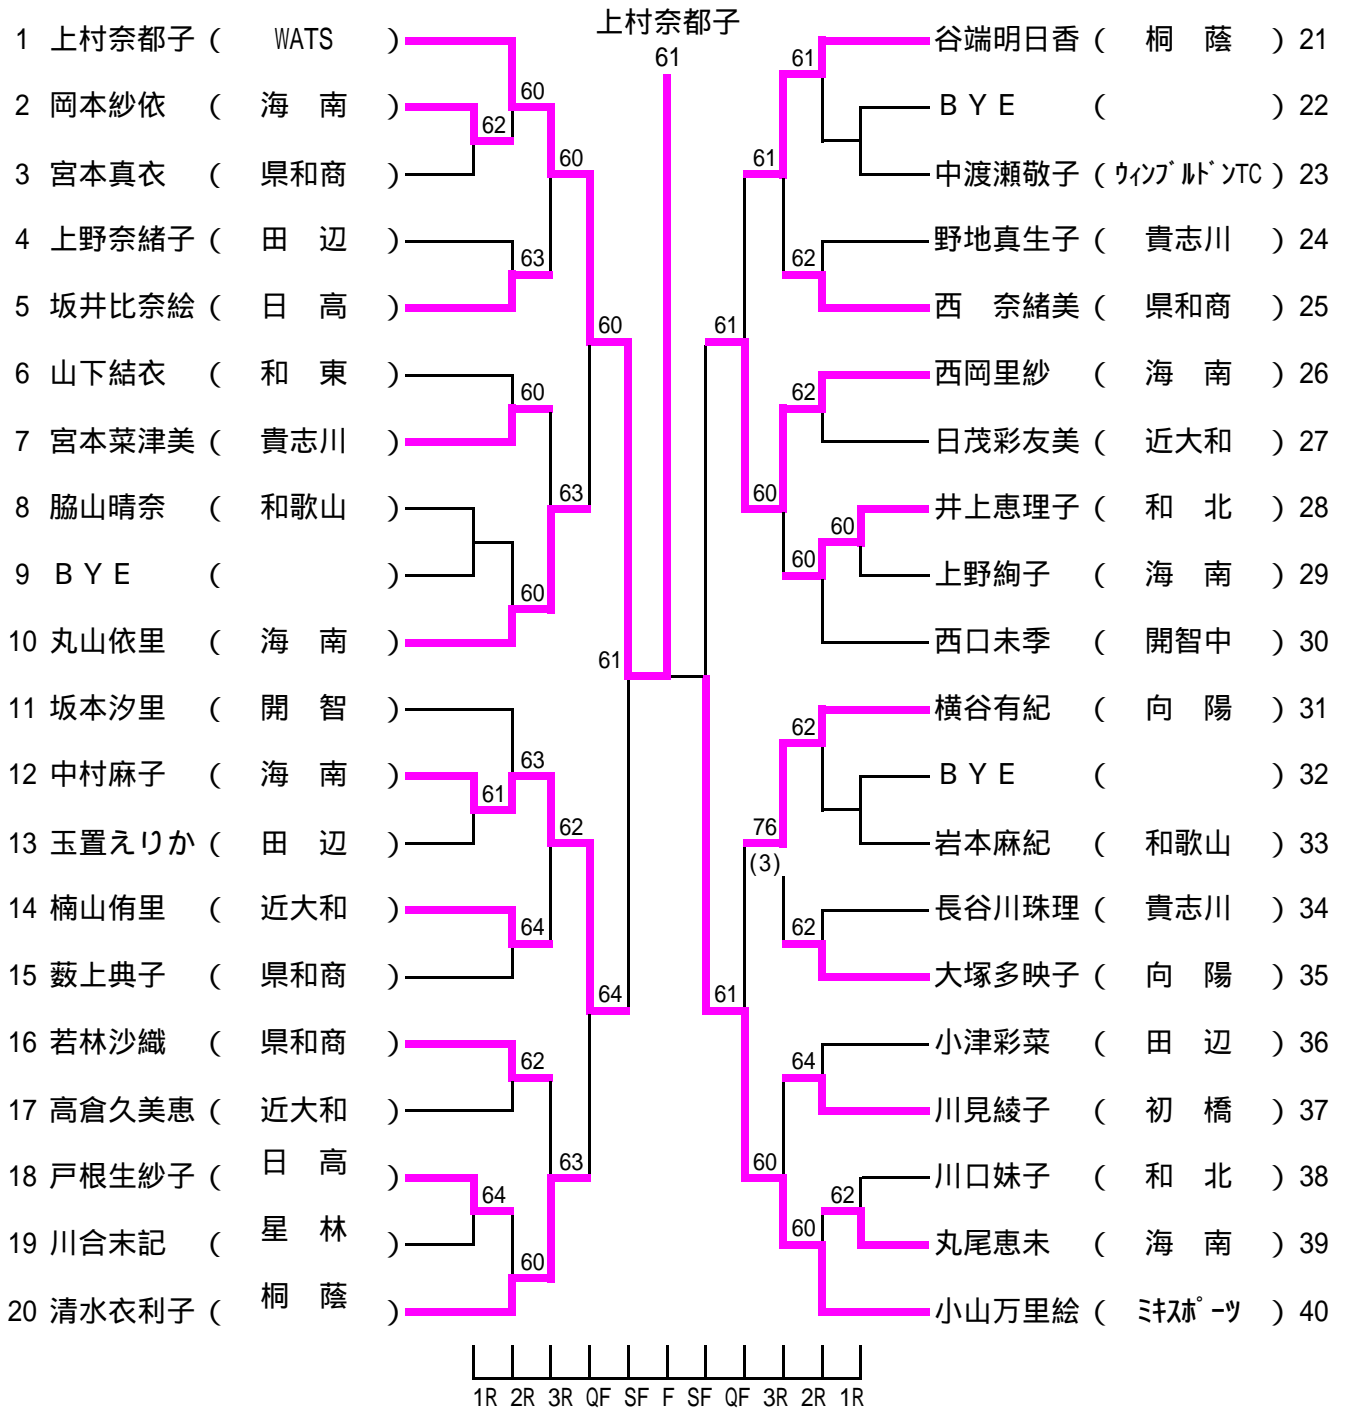 上村奈都子
61
1 上村奈都子 ( WATS )
2 岡本紗依 ( 海 南 )
3 宮本真衣 ( 県和商 )
4 上野奈緒子 ( 田 辺 )
5 坂井比奈絵 ( 日 高 )
6 山下結衣 ( 和 東 )
7 宮本菜津美 ( 貴志川 )
8 脇山晴奈 ( 和歌山 )
9 ＢＹＥ ( )
10 丸山依里 ( 海 南 )
11 坂本汐里 ( 開 智 )
12 中村麻子 ( 海 南 )
13 玉置えりか ( 田 辺 )
14 楠山侑里 ( 近大和 )
15 薮上典子 ( 県和商 )
16 若林沙織 ( 県和商 )
17 高倉久美恵 ( 近大和 )
18 戸根生紗子 ( 日 高 )
19 川合末記 ( 星 林 )
20 清水衣利子 ( 桐 蔭 )
62
61
64
60
63
60
60
63
64
62
60
60
63
62
63
60
64
61
谷端明日香 ( 桐 蔭 ) 21
ＢＹＥ ( ) 22
中渡瀬敬子 ( ｳｨﾝﾌﾞﾙﾄﾞﾝTC ) 23
野地真生子 ( 貴志川 ) 24
西 奈緒美 ( 県和商 ) 25
西岡里紗 ( 海 南 ) 26
日茂彩友美 ( 近大和 ) 27
井上恵理子 ( 和 北 ) 28
上野絢子 ( 海 南 ) 29
西口未季 ( 開智中 ) 30
横谷有紀 ( 向 陽 ) 31
ＢＹＥ ( ) 32
岩本麻紀 ( 和歌山 ) 33
長谷川珠理 ( 貴志川 ) 34
大塚多映子 ( 向 陽 ) 35
小津彩菜 ( 田 辺 ) 36
川見綾子 ( 初 橋 ) 37
川口妹子 ( 和 北 ) 38
丸尾恵未 ( 海 南 ) 39
小山万里絵 ( ﾐｷｽﾎﾟｰﾂ ) 40
60
62
61
62
62
60
62
62
64
60
61
60
76
(3)
60
61
61
1R 2R 3R QF SF F SF QF 3R 2R 1R